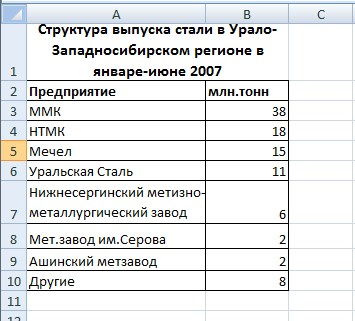 A B C
Структура выпуска стали в Урало-
Западносибирском регионе в
1 январе-июне 2007
2 Предприятие млн.тонн
3 ММК 38
4 НТМК 18
5 Мечел 15
6 Уральская Сталь 11
Нижнесергинский метизно-
7 металлургический завод 6
8 Мет.завод им.Серова 2
9 Ашинский метзавод 2
10 Другие 8
11
12